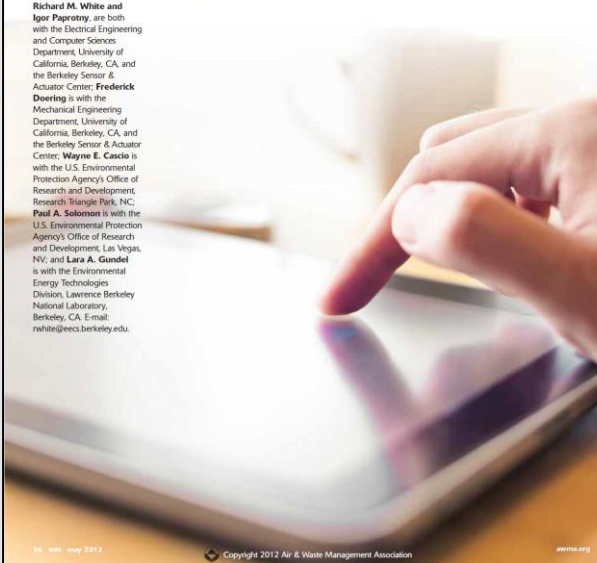 Richard M. White and
Igor Paprotny, are both
with the Electrical Engineering
and Computer Sciences
Department, University of
California, Berkeley, CA, and
the Berkeley Sensor &
Actuator Center; Frederick
Doering is with the
Mechanical Engineering
Department, University of
California, Berkeley, CA, and
the Berkeley Sensor & Actuator
Center; Wayne E. Cascio is
with the U.S. Environmental
Protection Agency's Office of
Research and Development,
Research Triangle Park, NC;
Paul A. Solomon is with the
U.S. Environmental Protection
Agency's Office of Research
and Development, Las Vegas,
NV; and Lara A. Gundel
is with the Environmental
Energy Technologies
Division, Lawrence Berkeley
National Laboratory,
Berkeley, CA. E-mail:
rwhite@eecs.berkeley.edu.
em may 2012
Copyright 2012 Air & Waste Management Association
awma.org